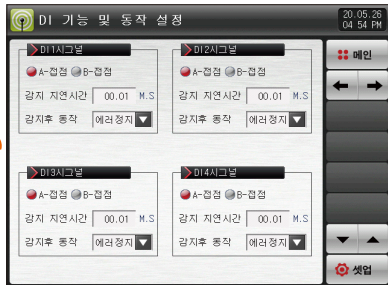 DI 기능 및 동작 설정
20.05.26
04 54 PM
DI1시그널
A-접점 B-접점
감지 지연시간 00.01 M.S
감지후 동작 에러정지
DI2시그널
A-접점 B-접점
감지 지연시간 00.01 M.S
감지후 동작 에러정지
DI3시그널
A-접점 B-접점
감지 지연시간 00.01 M.S
감지후 동작 에러정지
DI4시그널
A-접점 B-접점
감지 지연시간 00.01 M.S
감지후 동작 에러정지
메인
셋업